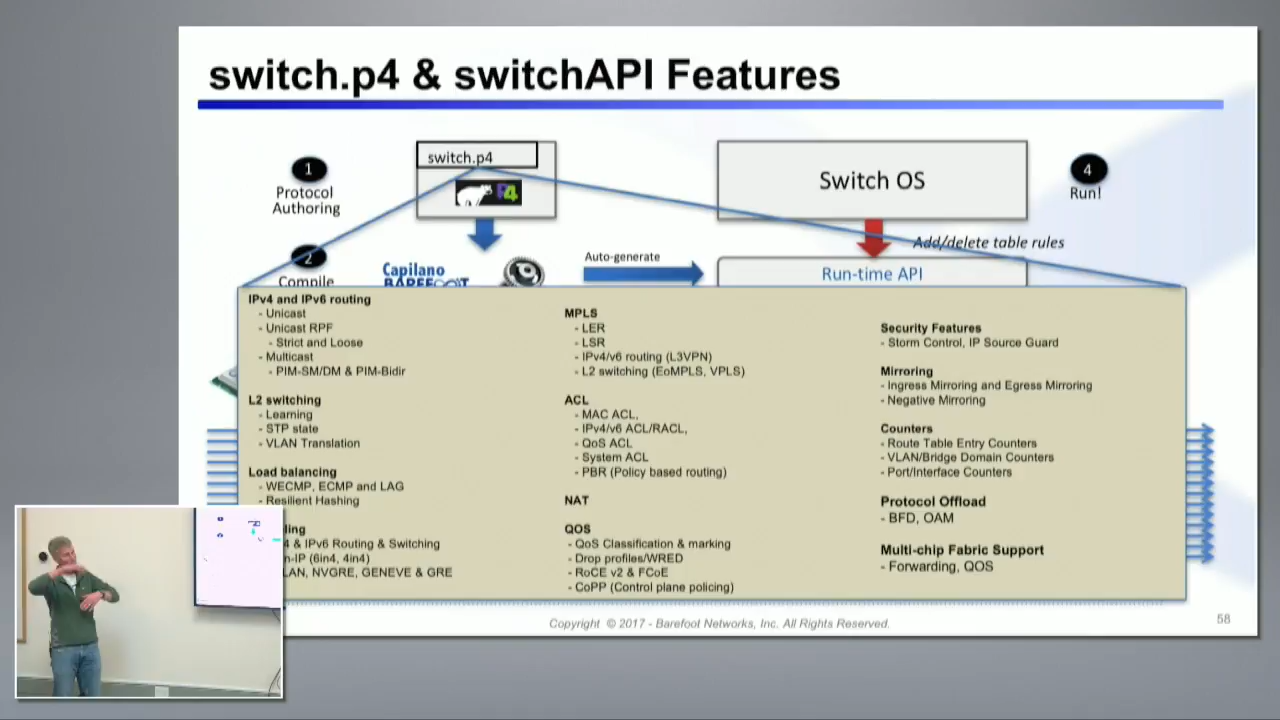 switch.p4 & switchAPI Features
1
Protocol
Authoring
switch.p4
P4
Switch OS
4
Run!
2
Compile
Capilano
BAREFOOT
Auto-generate
Add/delete table rules
Run-time API
IPv4 and IPv6 routing
- Unicast
- Unicast RPF
- Strict and Loose
- Multicast
- PIM-SM/DM & PIM-Bidir
L2 switching
- Learning
- STP state
- VLAN Translation
Load balancing
- WECMP, ECMP and LAG
- Resilient Hashing
ling
4 & IPv6 Routing & Switching
n-IP (6in4, 4in4)
LAN, NVGRE, GENEVE & GRE
MPLS
- LER
- LSR
- IPv4/v6 routing (L3VPN)
- L2 switching (EoMPLS, VPLS)
ACL
- MAC ACL,
- IPv4/v6 ACL/RACL,
- QoS ACL
- System ACL
- PBR (Policy based routing)
NAT
QOS
- QoS Classification & marking
- Drop profiles/WRED
- RoCE v2 & FCoE
- CoPP (Control plane policing)
Security Features
- Storm Control, IP Source Guard
Mirroring
- Ingress Mirroring and Egress Mirroring
- Negative Mirroring
Counters
- Route Table Entry Counters
- VLAN/Bridge Domain Counters
- Port/Interface Counters
Protocol Offload
- BFD, OAM
Multi-chip Fabric Support
- Forwarding, QOS
Copyright © 2017 - Barefoot Networks, Inc. All Rights Reserved.
58